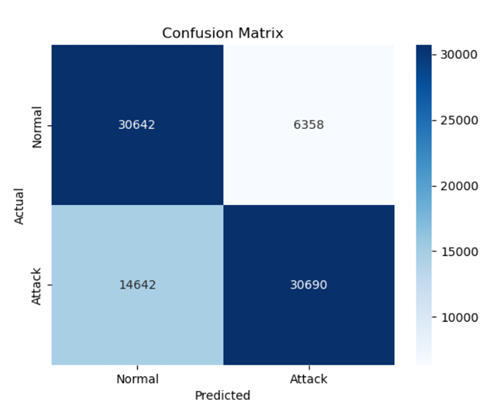 Confusion Matrix
30000
30642
6358
Normal
25000
20000
Actual
15000
14642
30690
Attack
10000
Normal
Attack
Predicted